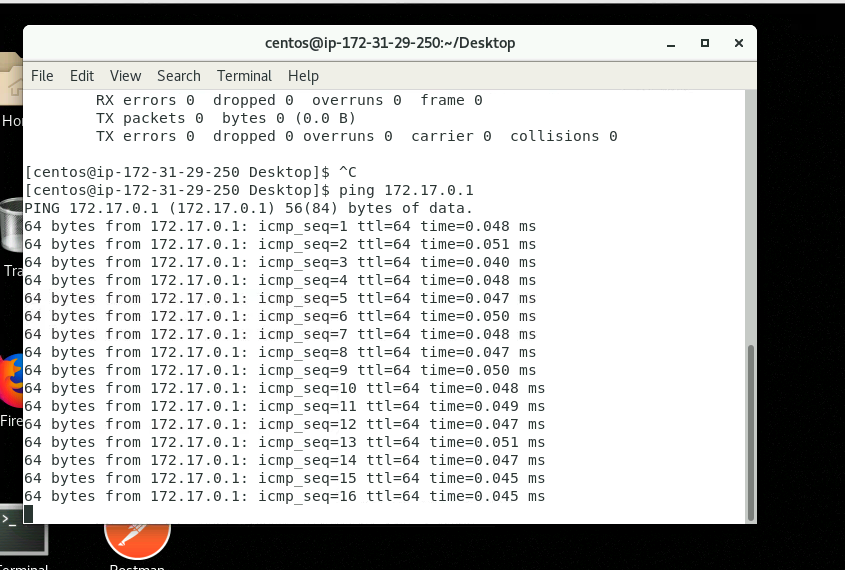 centos@ip-172-31-29-250:~/Desktop
File Edit View Search Terminal Help
RX errors 0  dropped 0  overruns 0  frame 0
TX packets 0  bytes 0 (0.0 B)
TX errors 0  dropped 0 overruns 0  carrier 0  collisions 0
[centos@ip-172-31-29-250 Desktop]$ ^C
[centos@ip-172-31-29-250 Desktop]$ ping 172.17.0.1
PING 172.17.0.1 (172.17.0.1) 56(84) bytes of data.
64 bytes from 172.17.0.1: icmp_seq=1 ttl=64 time=0.048 ms
64 bytes from 172.17.0.1: icmp_seq=2 ttl=64 time=0.051 ms
64 bytes from 172.17.0.1: icmp_seq=3 ttl=64 time=0.040 ms
64 bytes from 172.17.0.1: icmp_seq=4 ttl=64 time=0.048 ms
64 bytes from 172.17.0.1: icmp_seq=5 ttl=64 time=0.047 ms
64 bytes from 172.17.0.1: icmp_seq=6 ttl=64 time=0.050 ms
64 bytes from 172.17.0.1: icmp_seq=7 ttl=64 time=0.048 ms
64 bytes from 172.17.0.1: icmp_seq=8 ttl=64 time=0.047 ms
64 bytes from 172.17.0.1: icmp_seq=9 ttl=64 time=0.050 ms
64 bytes from 172.17.0.1: icmp_seq=10 ttl=64 time=0.048 ms
64 bytes from 172.17.0.1: icmp_seq=11 ttl=64 time=0.049 ms
64 bytes from 172.17.0.1: icmp_seq=12 ttl=64 time=0.047 ms
64 bytes from 172.17.0.1: icmp_seq=13 ttl=64 time=0.051 ms
64 bytes from 172.17.0.1: icmp_seq=14 ttl=64 time=0.047 ms
64 bytes from 172.17.0.1: icmp_seq=15 ttl=64 time=0.045 ms
64 bytes from 172.17.0.1: icmp_seq=16 ttl=64 time=0.045 ms
Hor
Tra
Fire
Postman